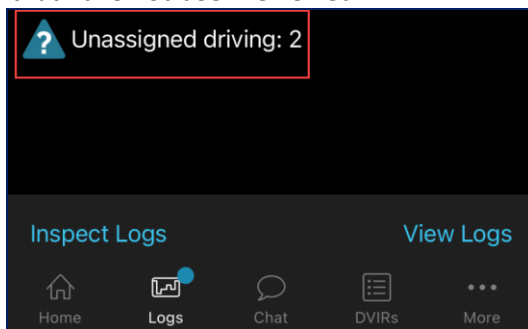 Unassigned driving: 2
Inspect Logs
View Logs
Home
Logs
Chat
DVIRs
More